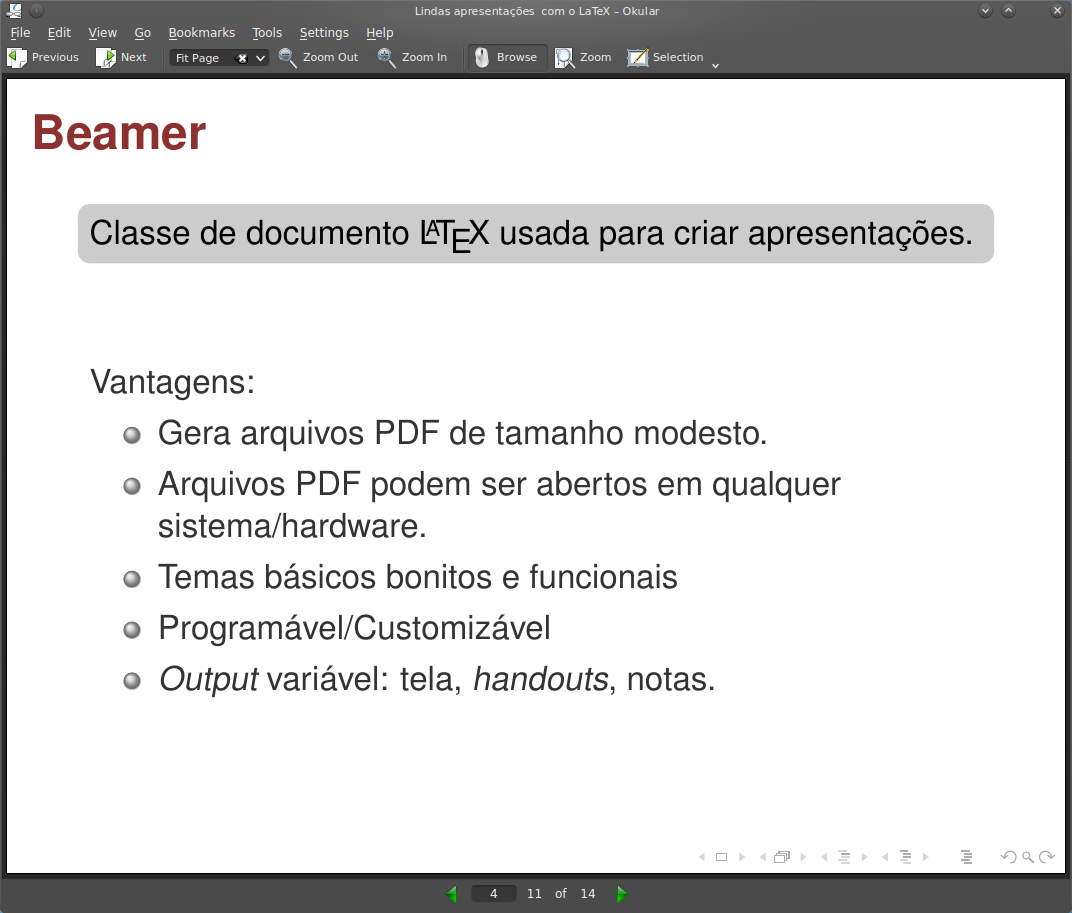 Lindas apresentações com o LaTeX – Okular
File Edit View Go Bookmarks Tools Settings Help
Previous Next Fit Page Zoom Out Zoom In Browse Zoom Selection
Beamer
Classe de documento LATEX usada para criar apresentações.
Vantagens:
Gera arquivos PDF de tamanho modesto.
Arquivos PDF podem ser abertos em qualquer
sistema/hardware.
Temas básicos bonitos e funcionais
Programável/Customizável
Output variável: tela, handouts, notas.
4 11 of 14